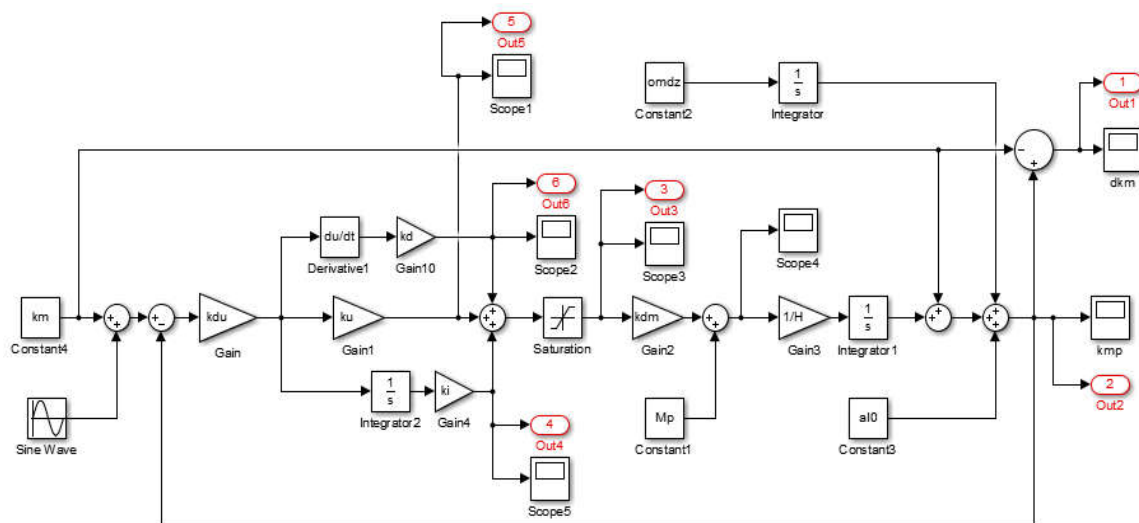 5
Out5
Scope1
omdz
Constant2
1
s
Integrator
1
Out1
dkm
−
+
6
Out6
Scope2
3
Out3
Scope3
Scope4
du/dt
Derivative1
kd
Gain10
km
Constant4
+
+
−
kdu
Gain
ku
Gain1
+
+
+
Saturation
kdm
Gain2
+
1/H
Gain3
1
s
Integrator1
+
+
+
+
kmp
2
Out2
Sine Wave
1
s
Integrator2
ki
Gain4
4
Out4
Scope5
Mp
Constant1
al0
Constant3